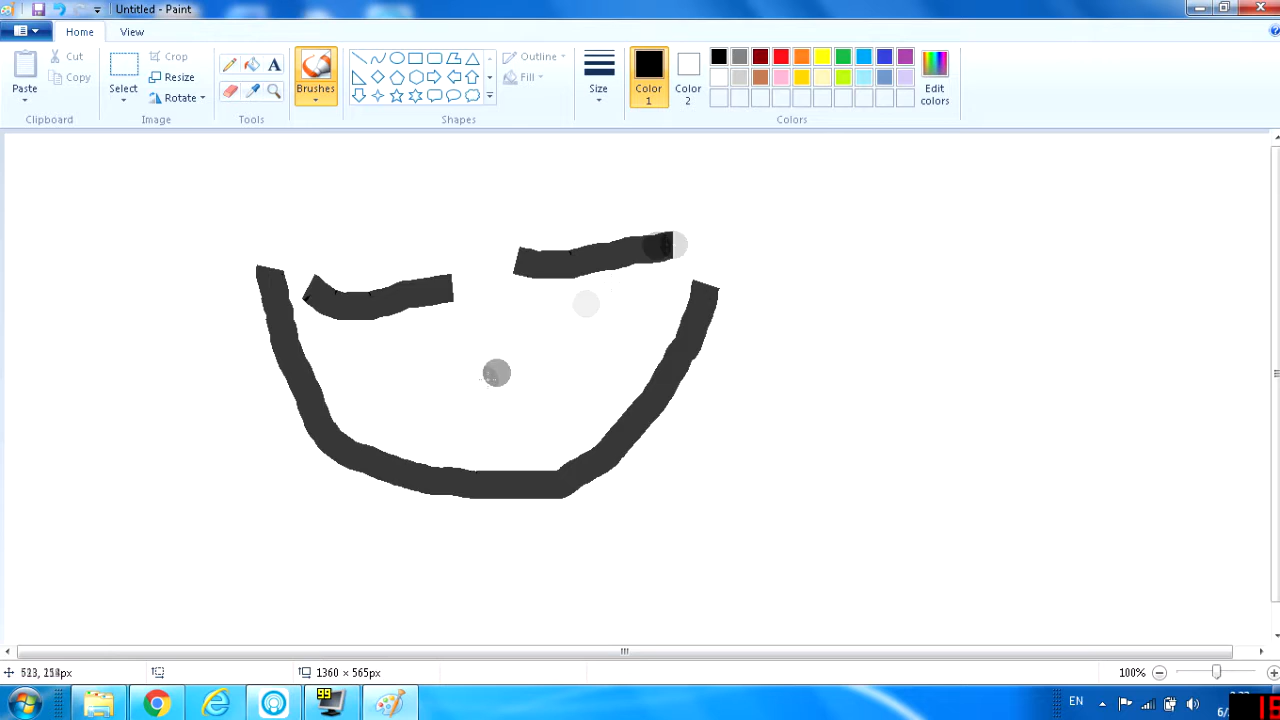 Untitled - Paint
Home View
Paste
Cut
Copy
Clipboard
Select
Crop
Resize
Rotate
Image
A
Tools
Brushes
Outline
Fill
Shapes
Size
Color 1
Color 2
Edit colors
Colors
1360 × 565px
100%
99
EN